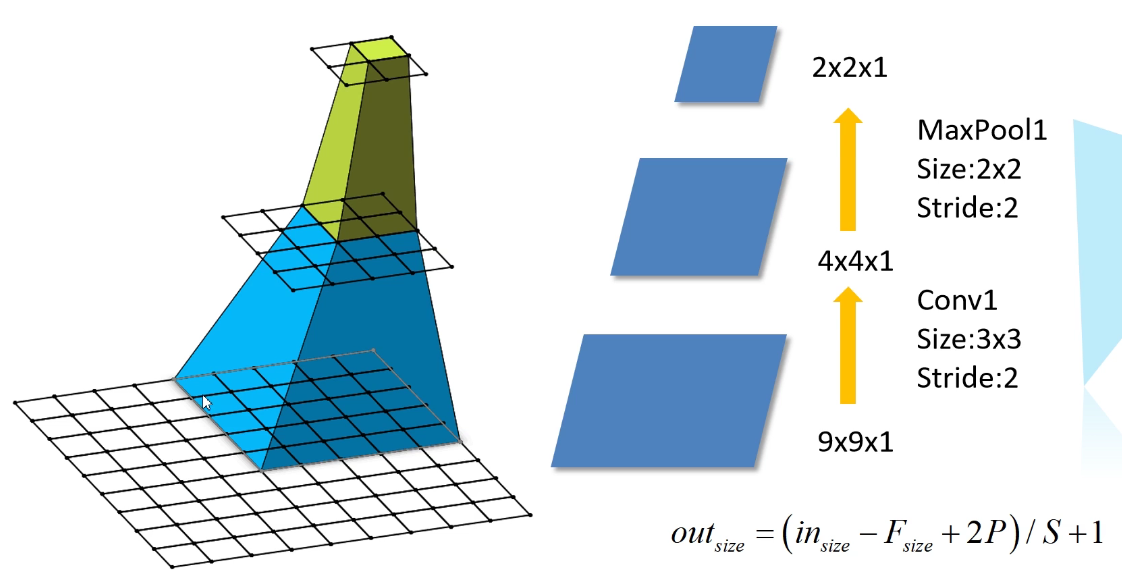 2x2x1
MaxPool1
Size:2x2
Stride:2
4x4x1
Conv1
Size:3x3
Stride:2
9x9x1
out_size = (in_size − F_size + 2P) / S + 1